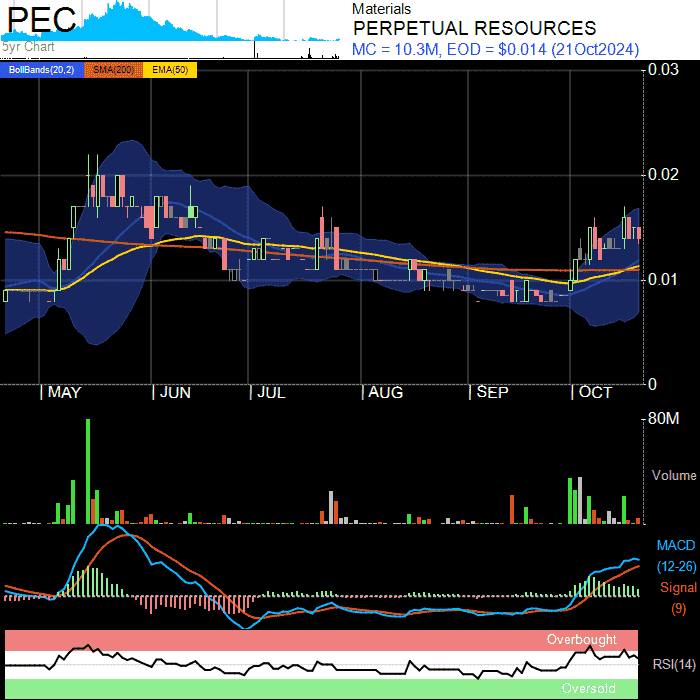 PEC
5yr Chart
Materials
PERPETUAL RESOURCES
MC = 10.3M, EOD = $0.014 (21Oct2024)
BollBands(20,2) SMA(200) EMA(50)
0.03
0.02
0.01
0
MAY JUN JUL AUG SEP OCT
80M
Volume
MACD
(12-26)
Signal
(9)
Overbought
RSI(14)
Oversold